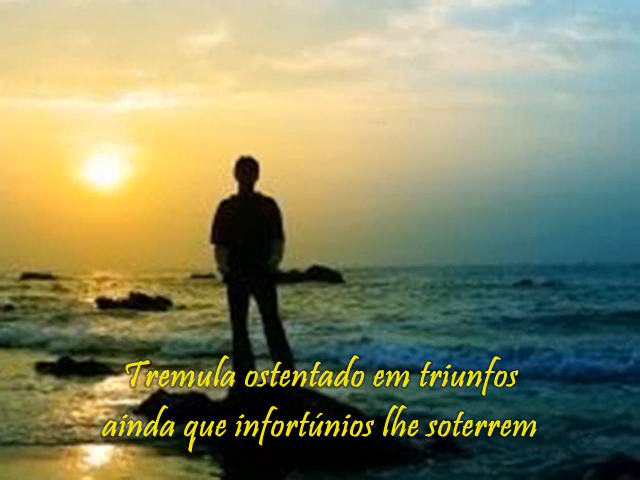 Tremula ostentado em triunfos
ainda que infortúnios lhe soterrem